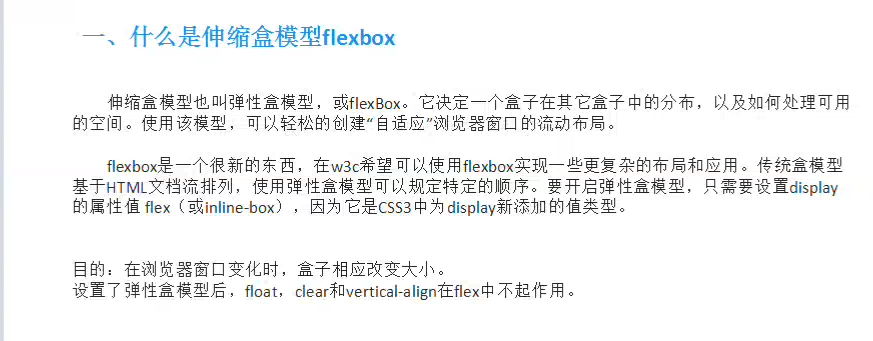 一、什么是伸缩盒模型flexbox
伸缩盒模型也叫弹性盒模型，或flexBox。它决定一个盒子在其它盒子中的分布，以及如何处理可用
的空间。使用该模型，可以轻松的创建“自适应”浏览器窗口的流动布局。
flexbox是一个很新的东西，在w3c希望可以使用flexbox实现一些更复杂的布局和应用。传统盒模型
基于HTML文档流排列，使用弹性盒模型可以规定特定的顺序。要开启弹性盒模型，只需要设置display
的属性值 flex（或inline-box），因为它是CSS3中为display新添加的值类型。
目的：在浏览器窗口变化时，盒子相应改变大小。
设置了弹性盒模型后，float，clear和vertical-align在flex中不起作用。